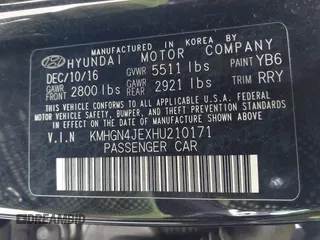 MANUFACTURED IN KOREA BY
HYUNDAI MOTOR COMPANY
DEC/10/16 GVWR 5511 lbs PAINT YB6
GAWR FRONT 2800 lbs GAWR REAR 2921 lbs TRIM RRY
THIS VEHICLE CONFORMS TO ALL APPLICABLE U.S. FEDERAL MOTOR VEHICLE
SAFETY, BUMPER, AND THEFT PREVENTION STANDARDS
IN EFFECT ON THE DATE OF MANUFACTURE SHOWN ABOVE.
V.I.N KMHGN4JEXHU210171
PASSENGER CAR
DREAMBID